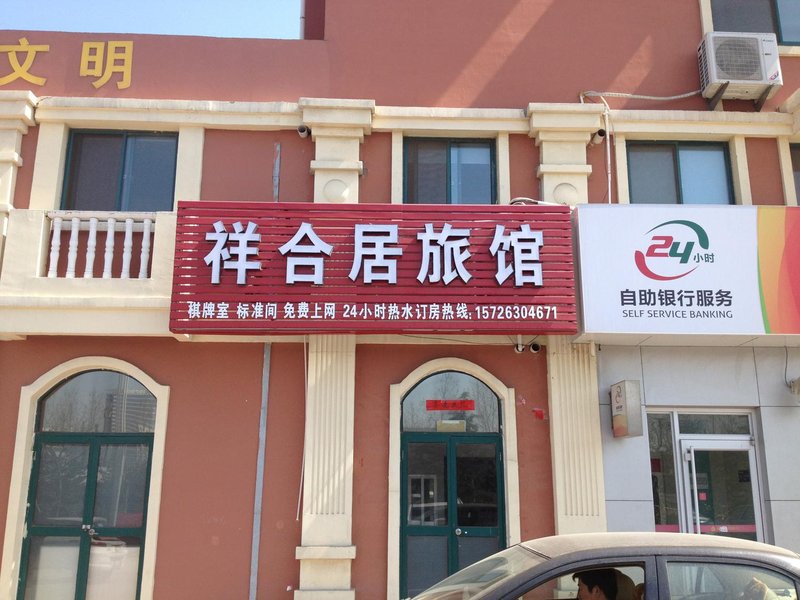 文明
祥合居旅馆
棋牌室 标准间 免费上网 24小时热水订房热线:15726304671
24小时
自助银行服务
SELF SERVICE BANKING